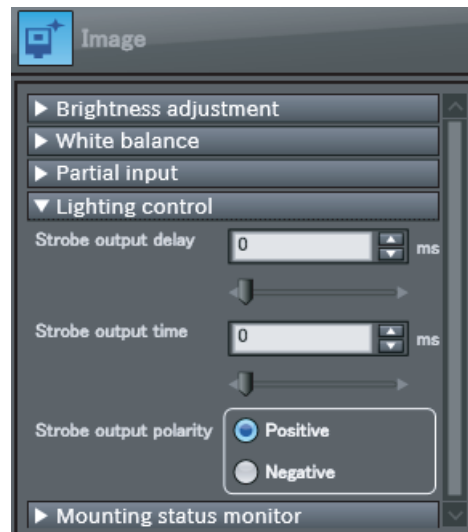 Image
Brightness adjustment
White balance
Partial input
Lighting control
Strobe output delay 0 ms
Strobe output time 0 ms
Strobe output polarity Positive
Negative
Mounting status monitor